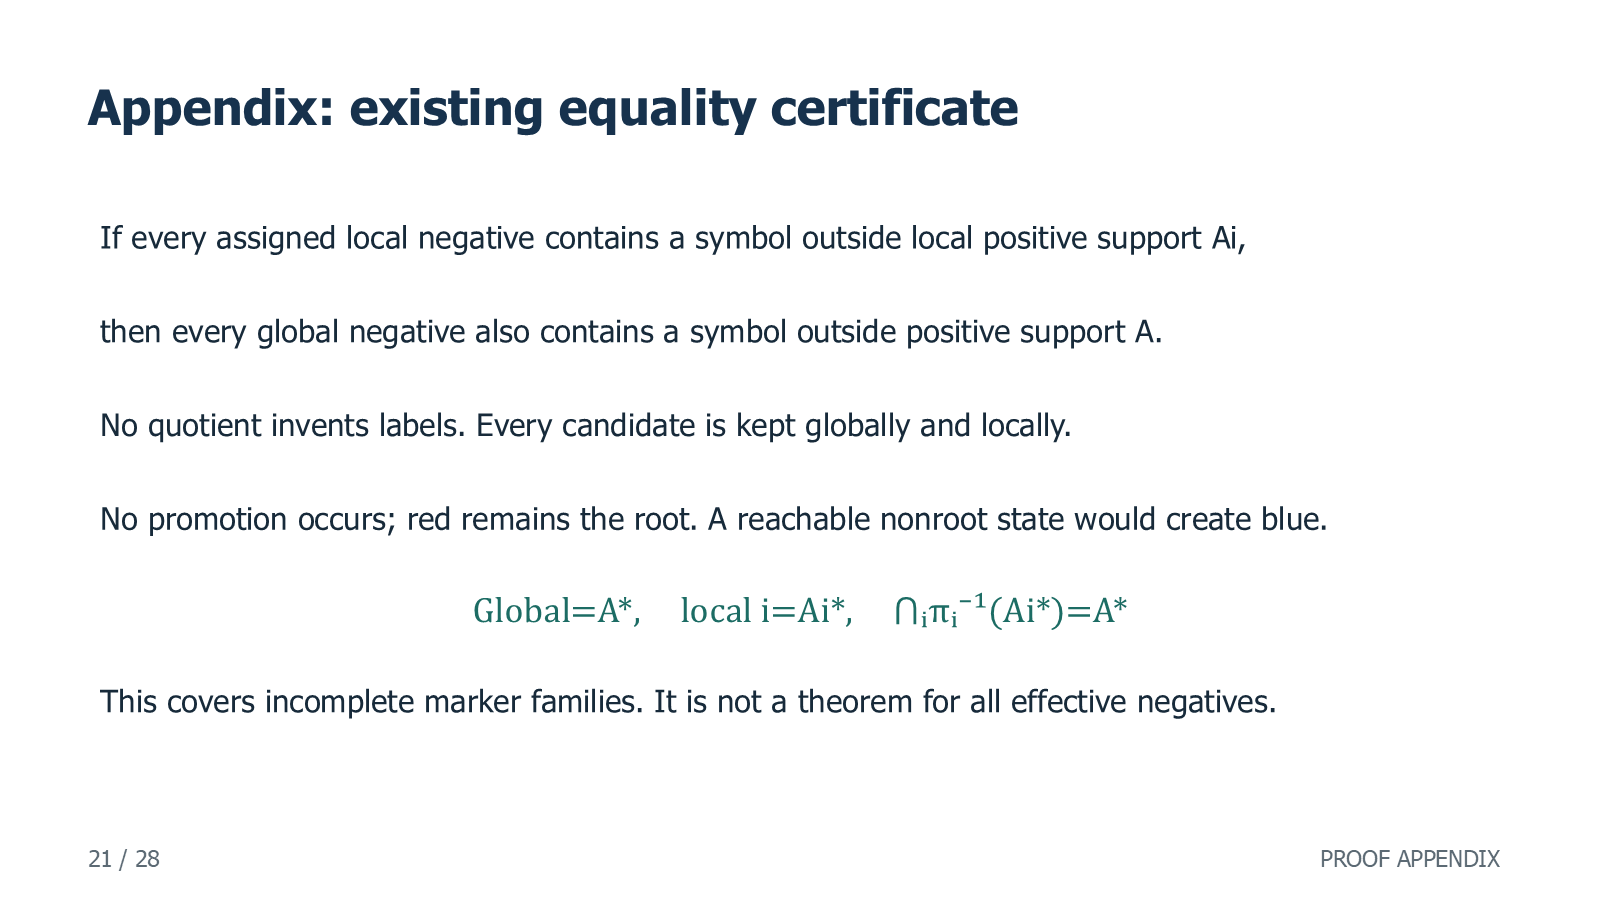 Appendix: existing equality certificate
If every assigned local negative contains a symbol outside local positive support Ai,
then every global negative also contains a symbol outside positive support A.
No quotient invents labels. Every candidate is kept globally and locally.
No promotion occurs; red remains the root. A reachable nonroot state would create blue.
Global=A*, local i=Ai*, ⋂ᵢπᵢ⁻¹(Ai*)=A*
This covers incomplete marker families. It is not a theorem for all effective negatives.
21 / 28
PROOF APPENDIX